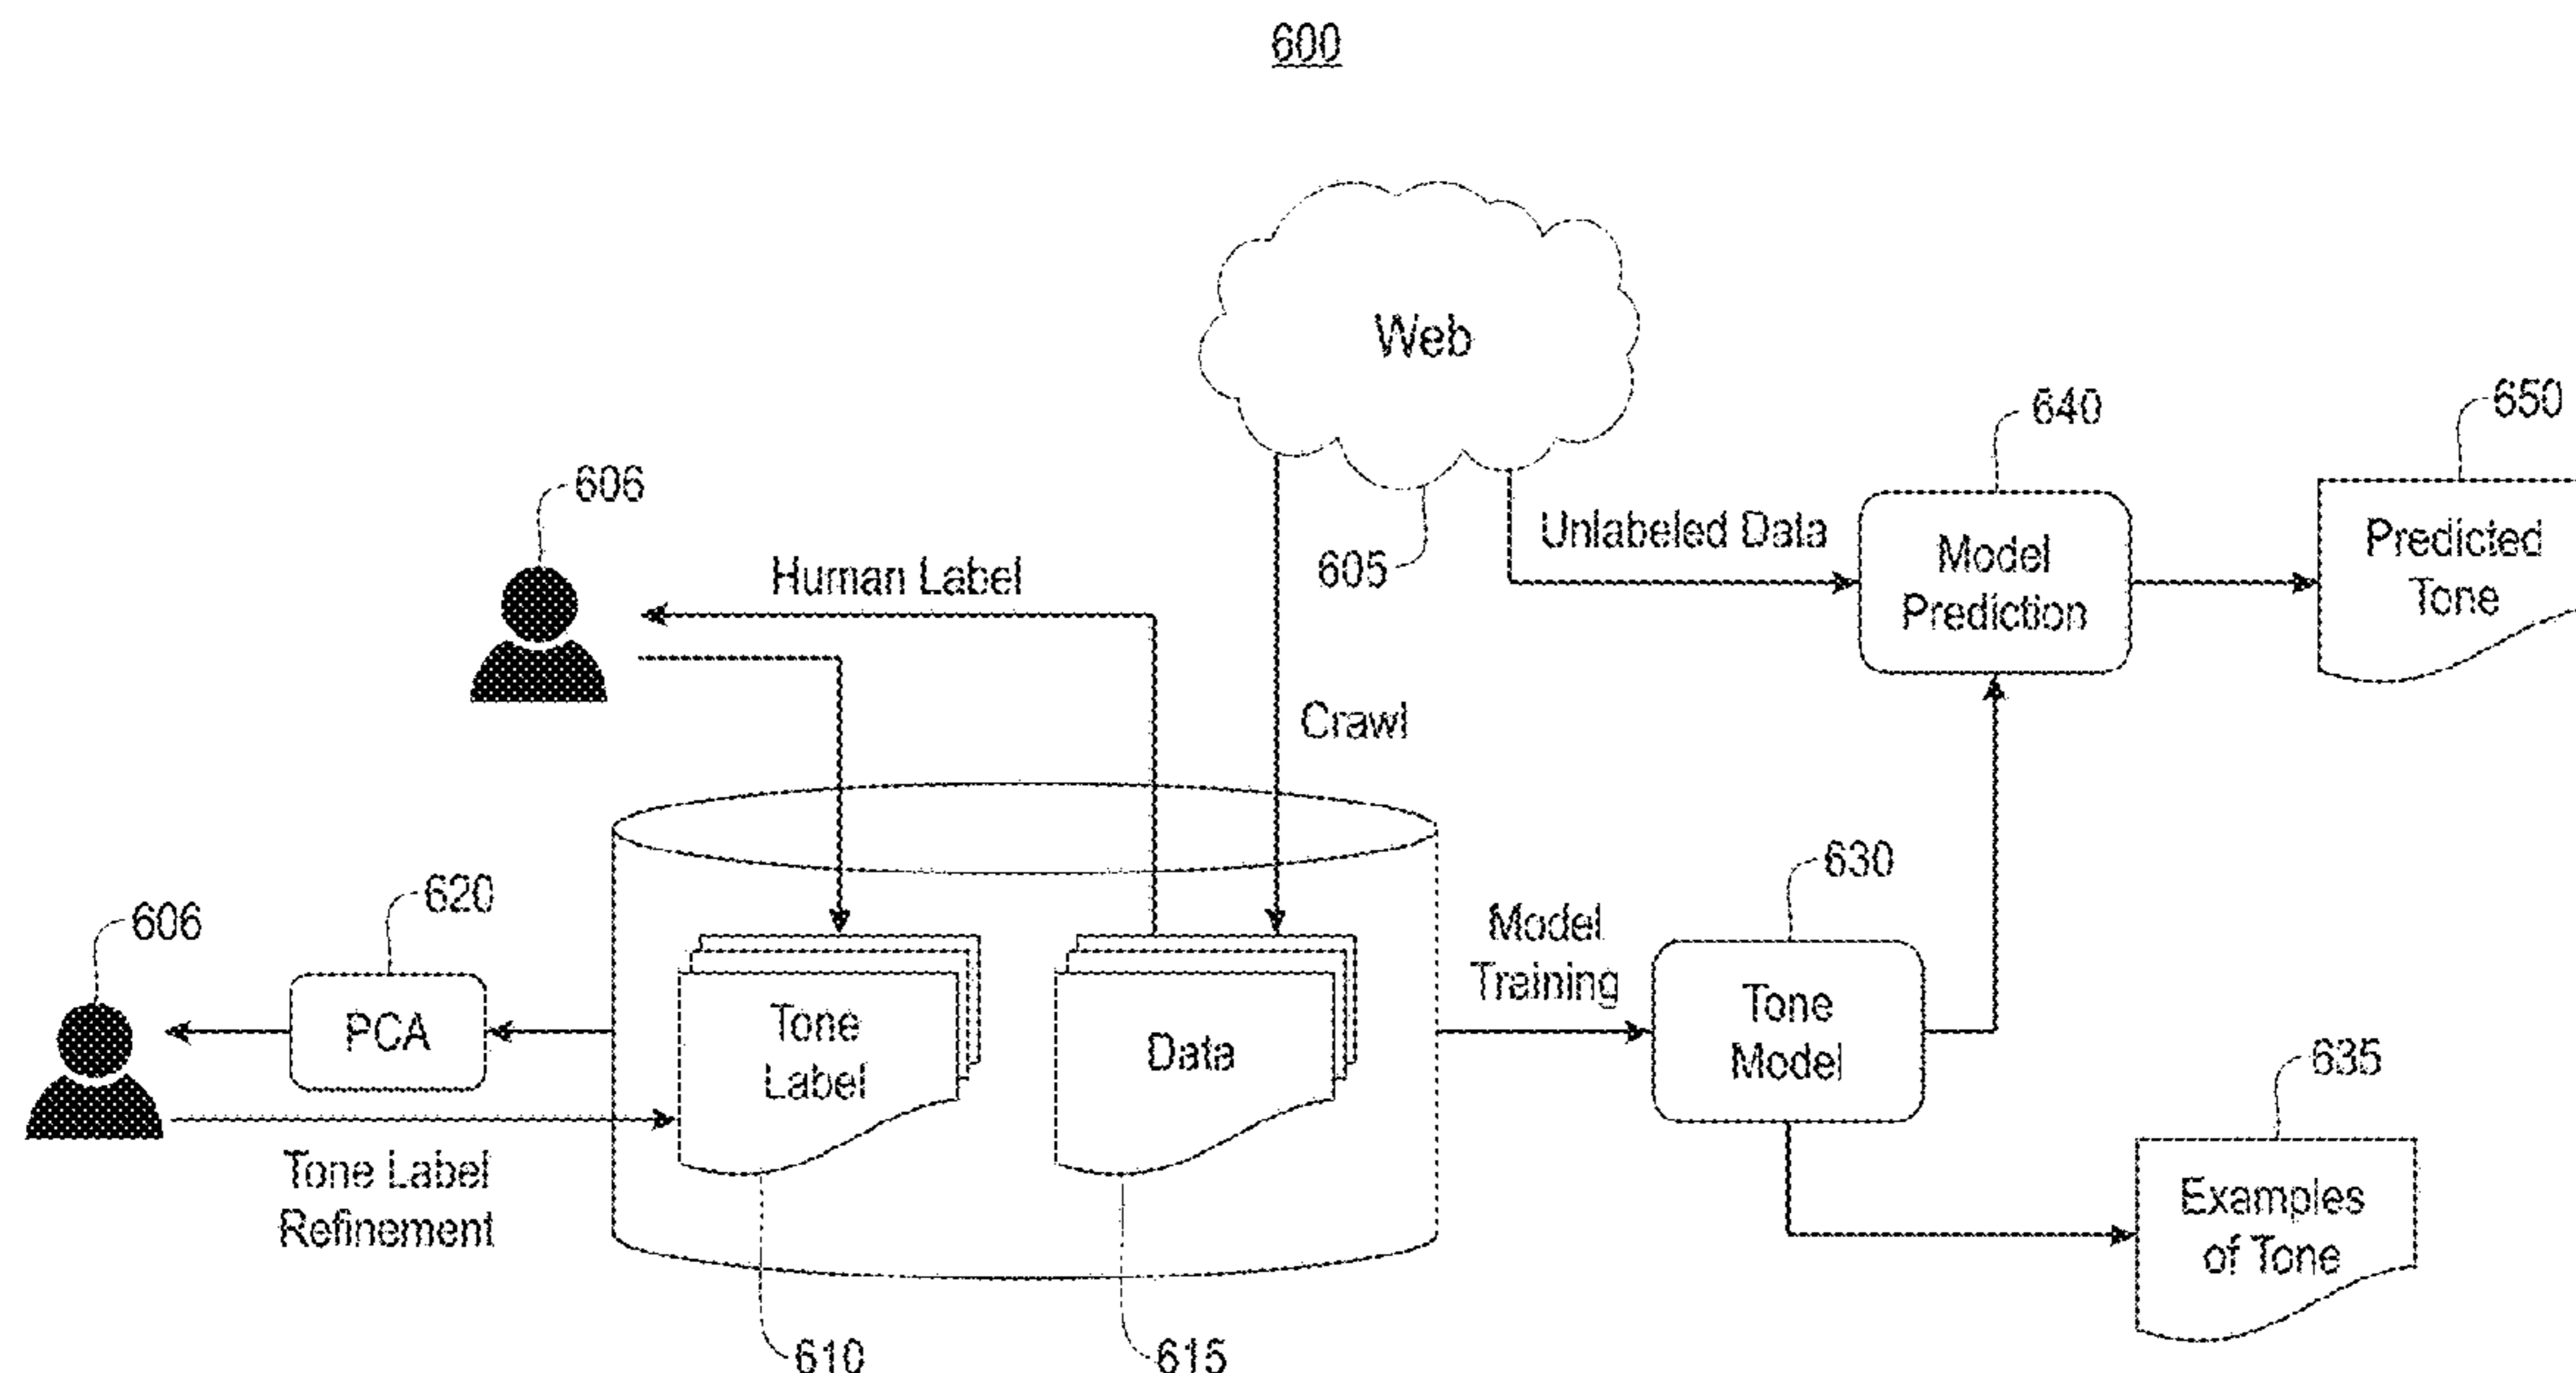 600
Web
640
650
606
Human Label
605
Unlabeled Data
Model
Prediction
Predicted
Tone
Crawl
606
620
PCA
Tone Label
Refinement
Tone
Label
Data
610
615
Model
Training
630
Tone
Model
635
Examples
of Tone